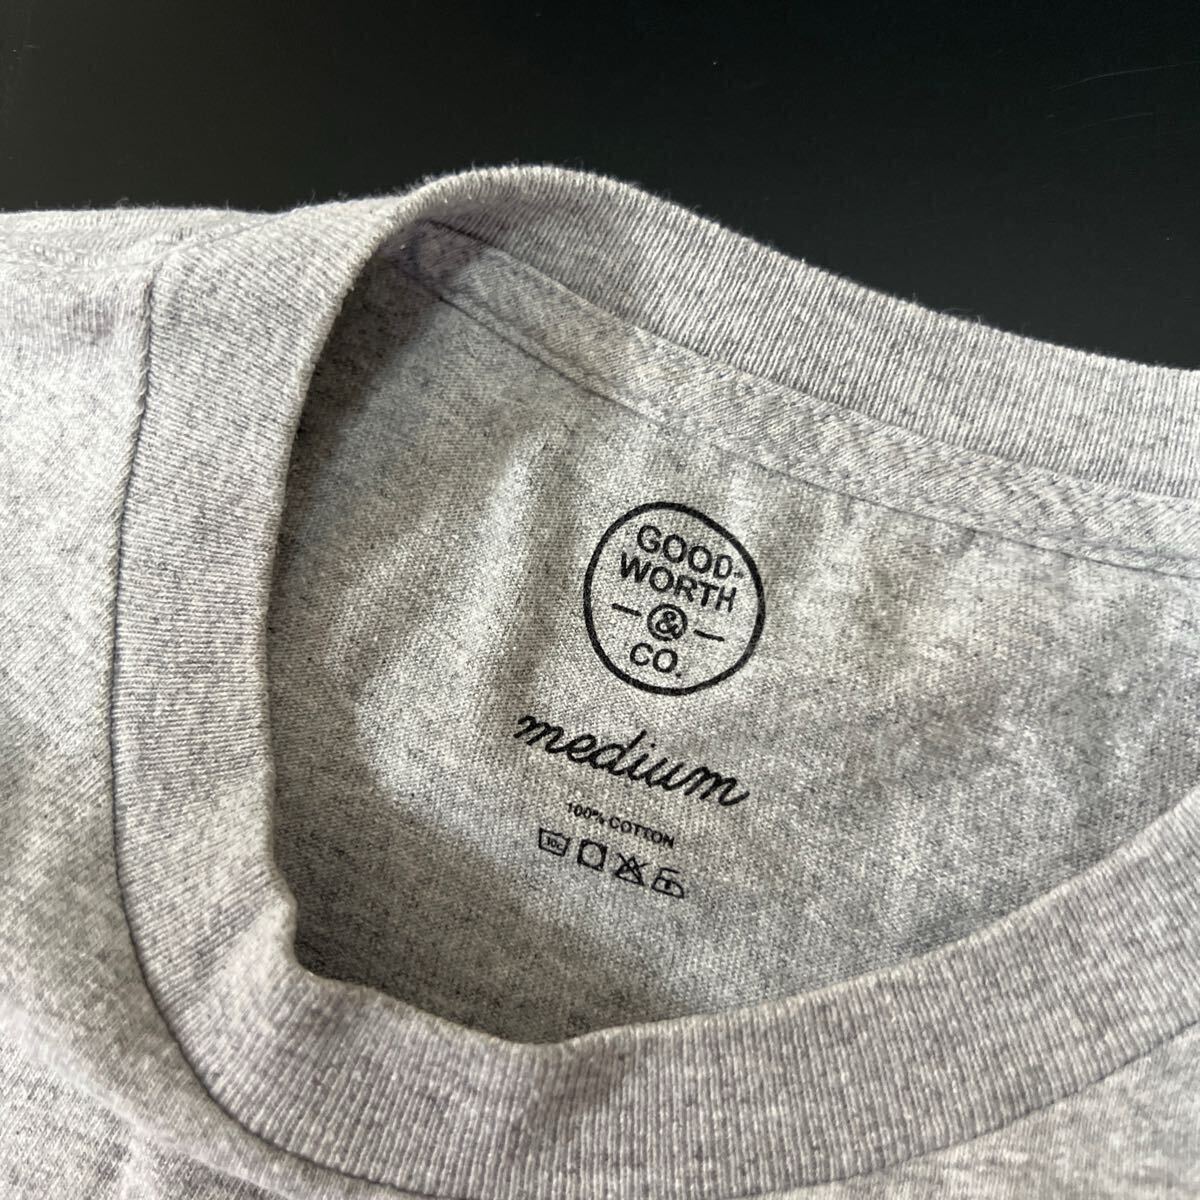 GOOD-
WORTH
&
CO.
medium
100% COTTON